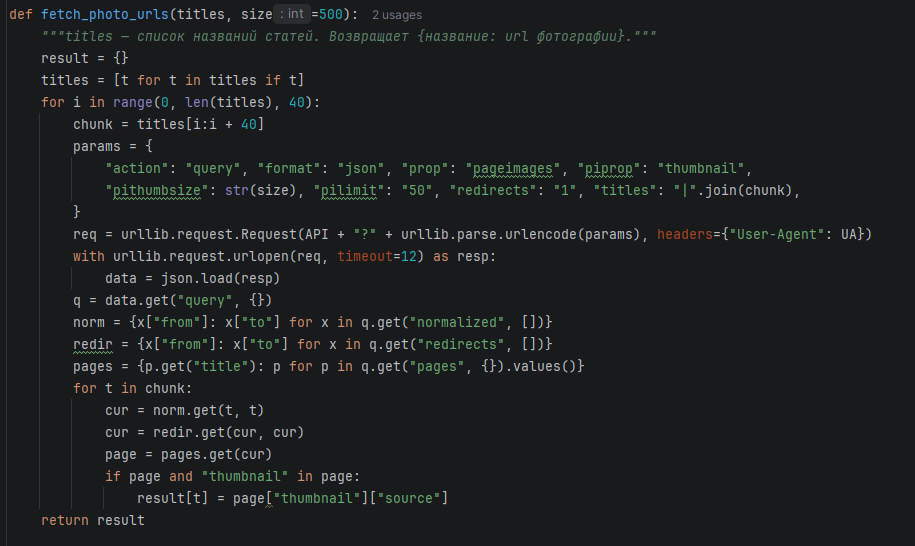 def fetch_photo_urls(titles, size: int=500): 2 usages
    """titles — список названий статей. Возвращает {название: url фотографии}."""
    result = {}
    titles = [t for t in titles if t]
    for i in range(0, len(titles), 40):
        chunk = titles[i:i + 40]
        params = {
            "action": "query", "format": "json", "prop": "pageimages", "piprop": "thumbnail",
            "pithumbsize": str(size), "pilimit": "50", "redirects": "1", "titles": "|".join(chunk),
        }
        req = urllib.request.Request(API + "?" + urllib.parse.urlencode(params), headers={"User-Agent": UA})
        with urllib.request.urlopen(req, timeout=12) as resp:
            data = json.load(resp)
        q = data.get("query", {})
        norm = {x["from"]: x["to"] for x in q.get("normalized", [])}
        redir = {x["from"]: x["to"] for x in q.get("redirects", [])}
        pages = {p.get("title"): p for p in q.get("pages", {}).values()}
        for t in chunk:
            cur = norm.get(t, t)
            cur = redir.get(cur, cur)
            page = pages.get(cur)
            if page and "thumbnail" in page:
                result[t] = page["thumbnail"]["source"]
    return result